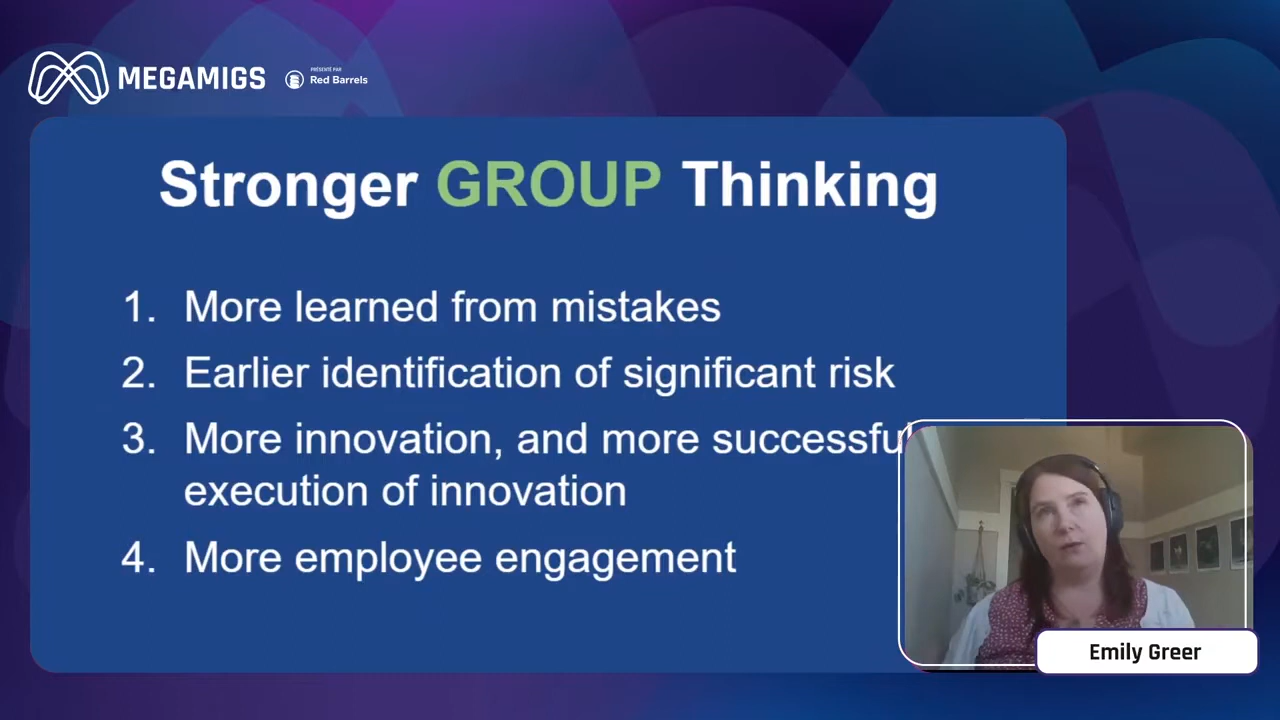 MEGAMIGS
PRÉSENTÉ PAR
Red Barrels
Stronger GROUP Thinking
1. More learned from mistakes
2. Earlier identification of significant risk
3. More innovation, and more successful
execution of innovation
4. More employee engagement
Emily Greer